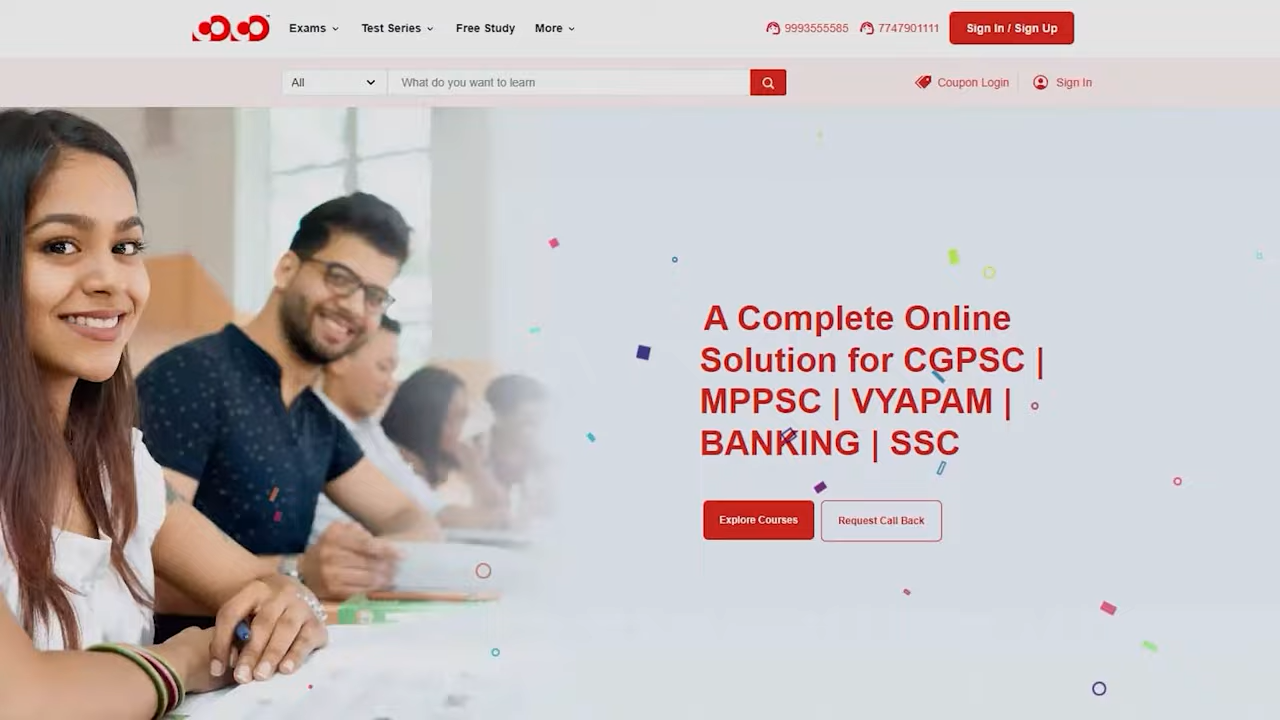 Exams
Test Series
Free Study
More
9993555585
7747901111
Sign In / Sign Up
All
What do you want to learn
Coupon Login
Sign In
A Complete Online
Solution for CGPSC |
MPPSC | VYAPAM |
BANKING | SSC
Explore Courses
Request Call Back